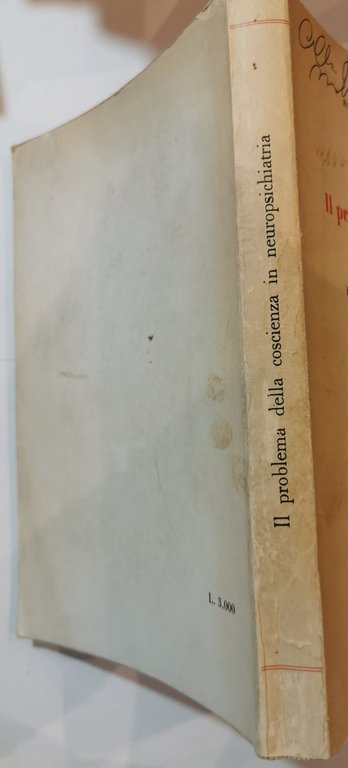 Il problema della coscienza in neuropsichiatria
L. 3.000
Il pr